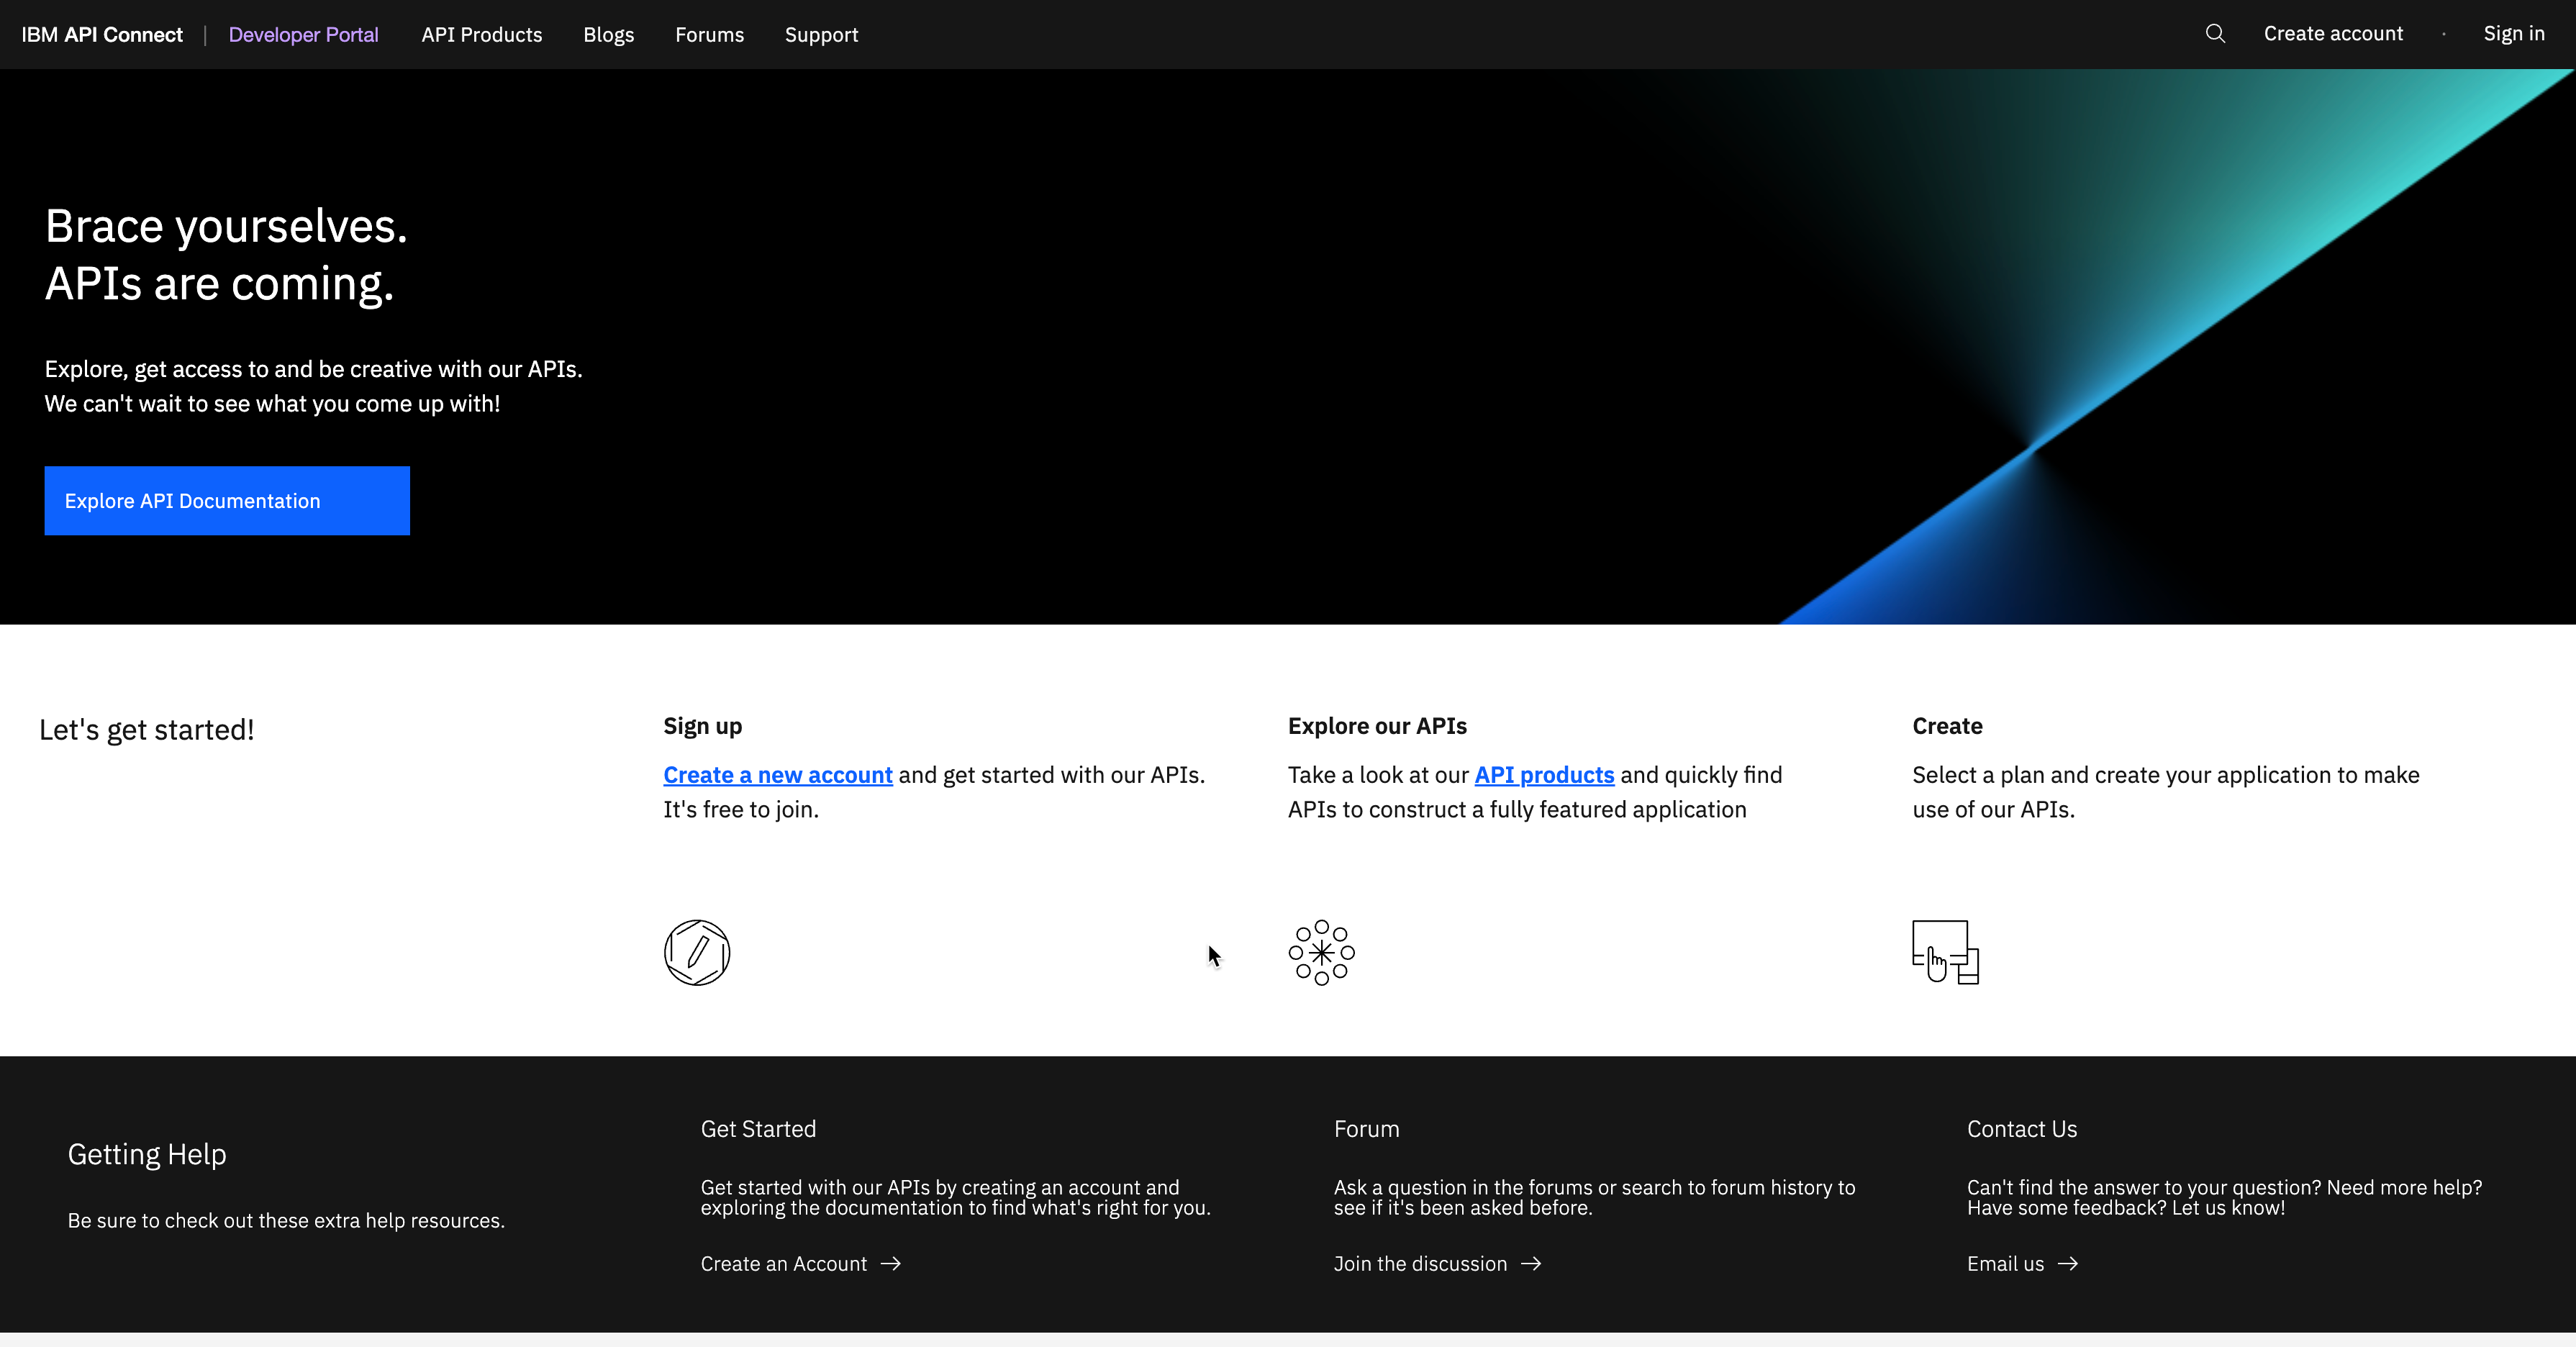 IBM API Connect | Developer Portal API Products Blogs Forums Support Create account · Sign in
Brace yourselves.
APIs are coming.
Explore, get access to and be creative with our APIs.
We can't wait to see what you come up with!
Explore API Documentation
Let's get started!
Sign up
Create a new account and get started with our APIs.
It's free to join.
Explore our APIs
Take a look at our API products and quickly find
APIs to construct a fully featured application
Create
Select a plan and create your application to make
use of our APIs.
Getting Help
Be sure to check out these extra help resources.
Get Started
Get started with our APIs by creating an account and
exploring the documentation to find what's right for you.
Create an Account
Forum
Ask a question in the forums or search to forum history to
see if it's been asked before.
Join the discussion
Contact Us
Can't find the answer to your question? Need more help?
Have some feedback? Let us know!
Email us